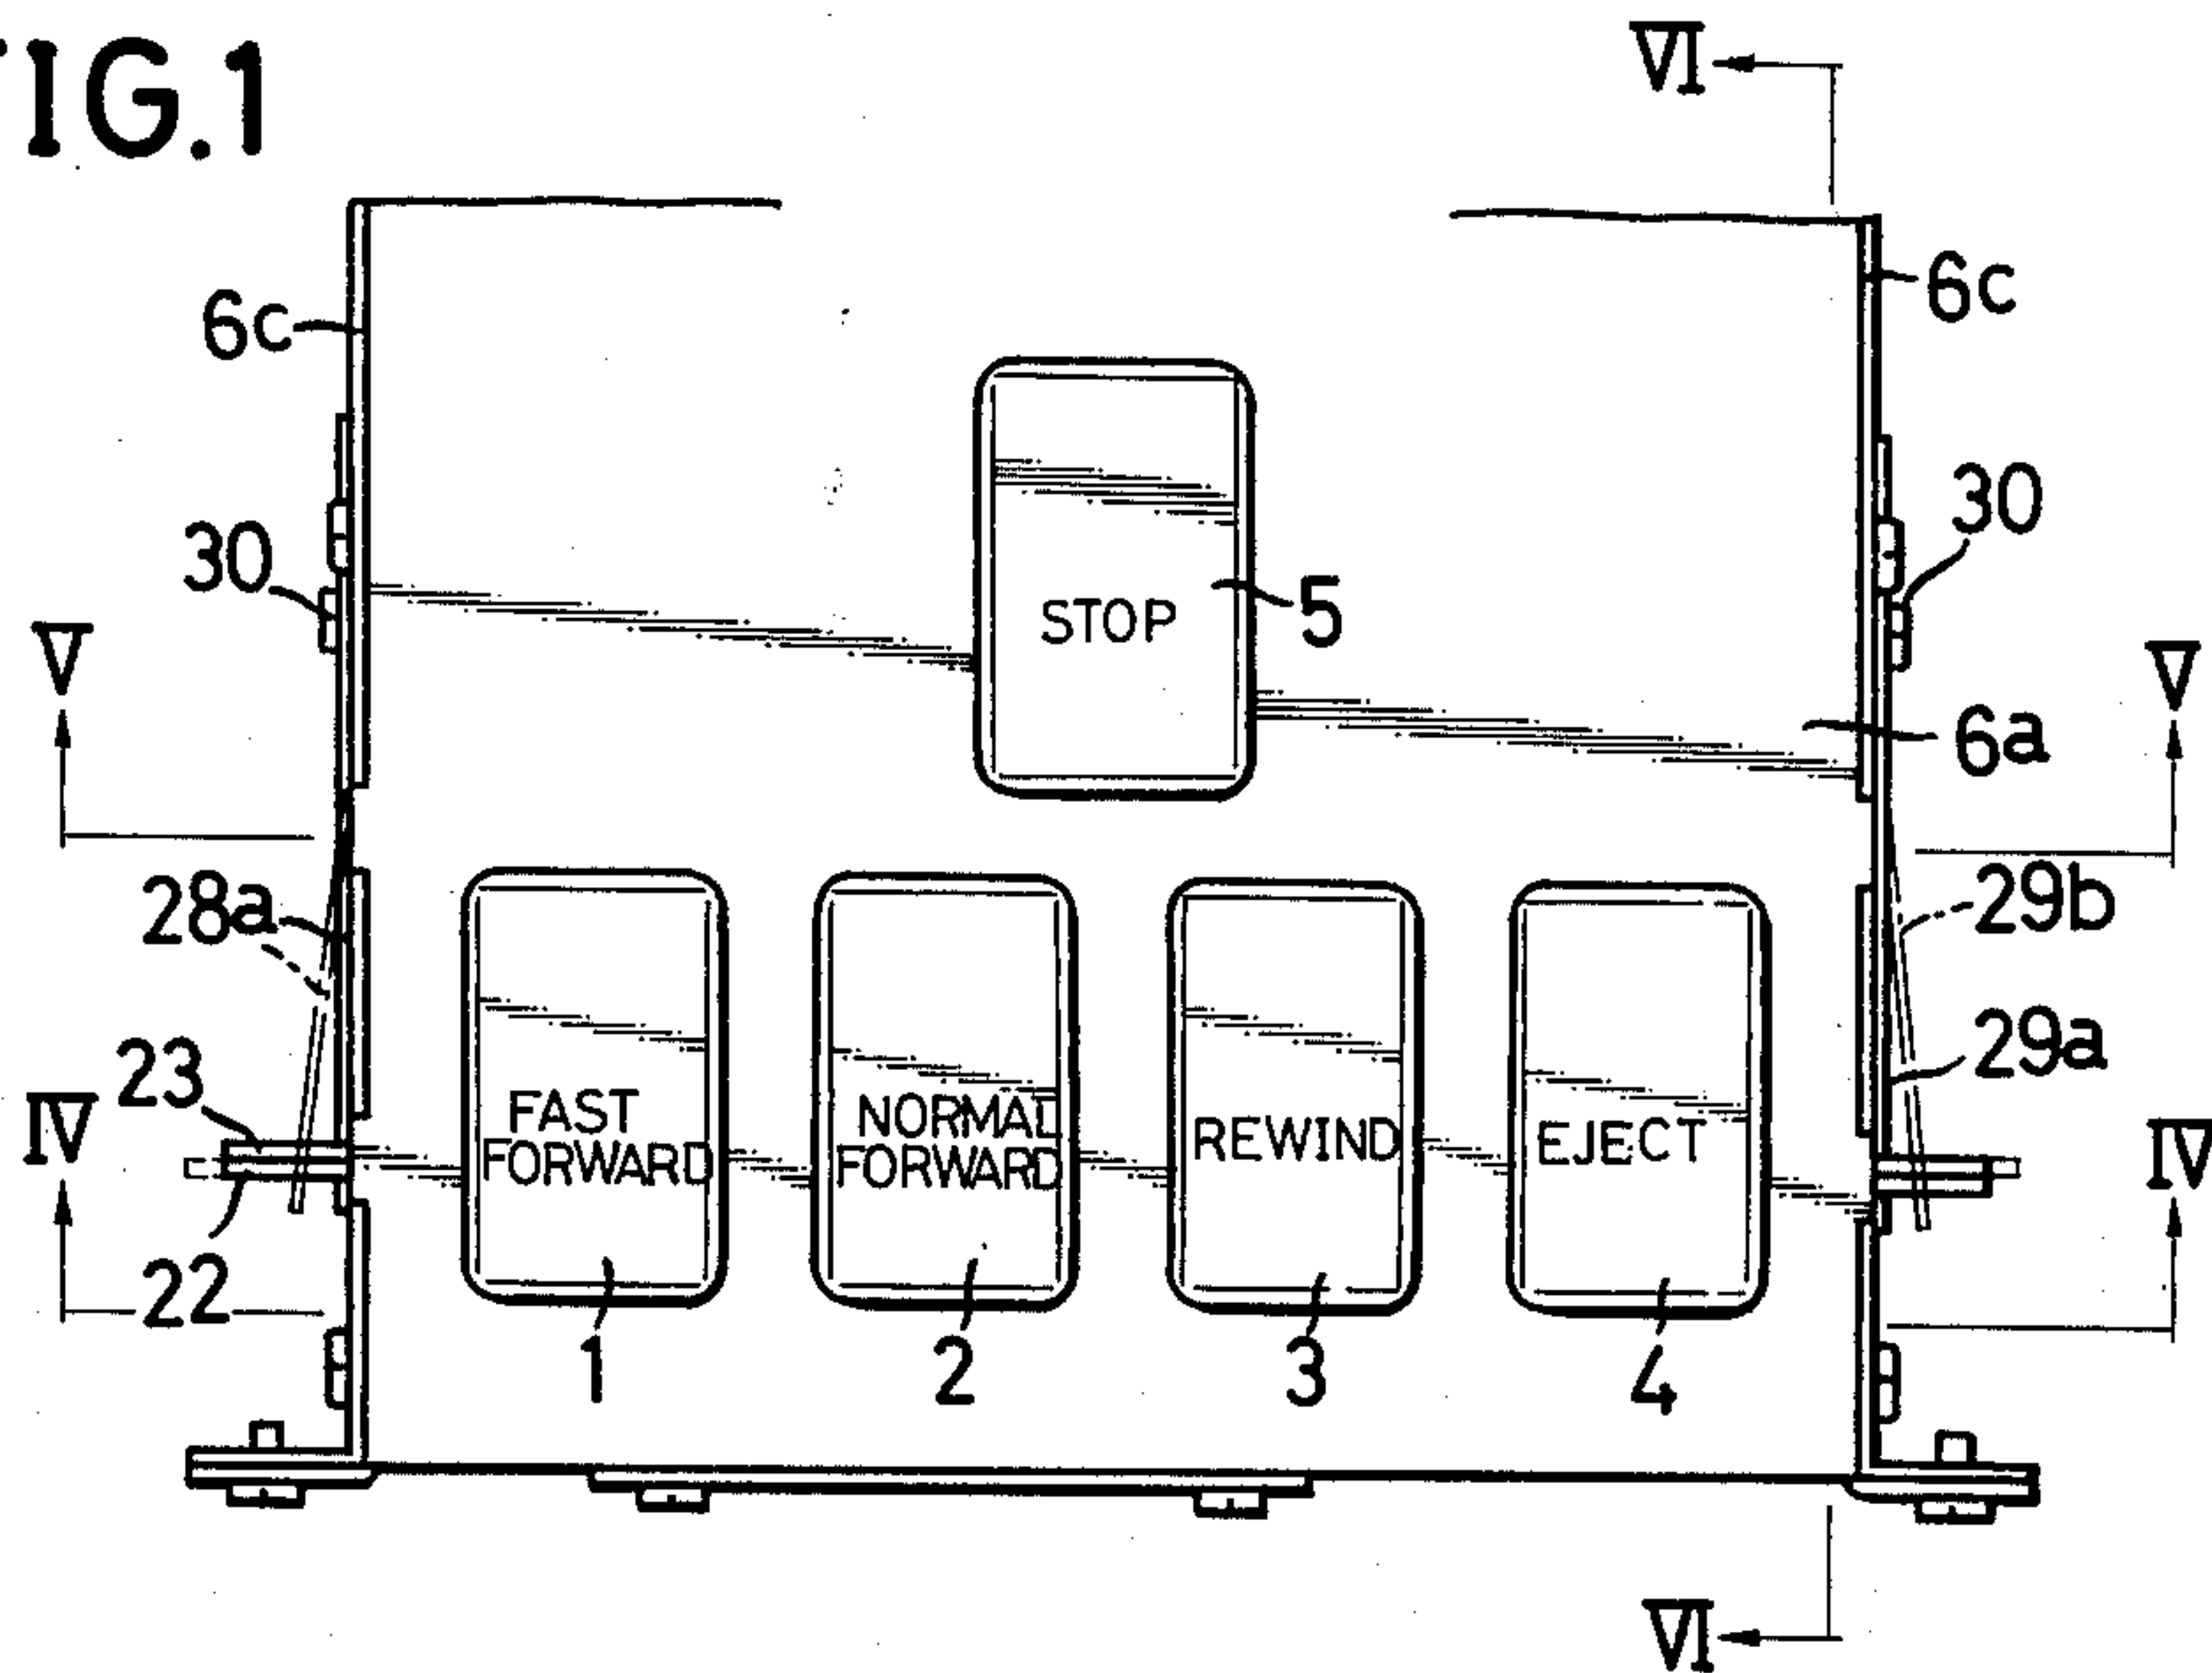 FIG.1
VI
6c
6c
30
30
STOP
5
V
V
6a
28a
29b
29a
23
IV
IV
FAST
FORWARD
NORMAL
FORWARD
REWIND
EJECT
22
1
2
3
4
VI